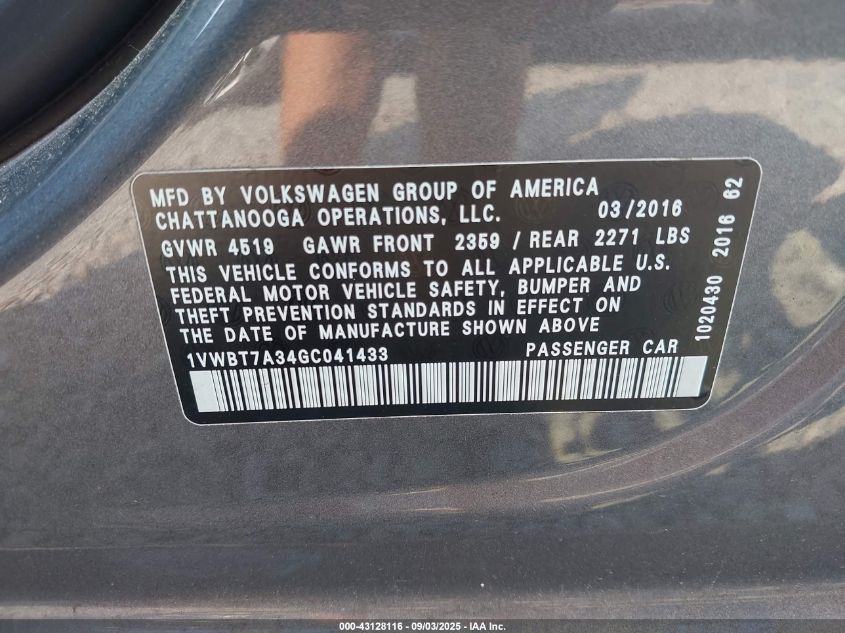 MFD BY VOLKSWAGEN GROUP OF AMERICA
CHATTANOOGA OPERATIONS, LLC. 03/2016
GVWR 4519 GAWR FRONT 2359 / REAR 2271 LBS
THIS VEHICLE CONFORMS TO ALL APPLICABLE U.S.
FEDERAL MOTOR VEHICLE SAFETY, BUMPER AND
THEFT PREVENTION STANDARDS IN EFFECT ON
THE DATE OF MANUFACTURE SHOWN ABOVE
1VWBT7A34GC041433 PASSENGER CAR
1020430 2016 62
000-43128116 - 09/03/2025 - IAA Inc.